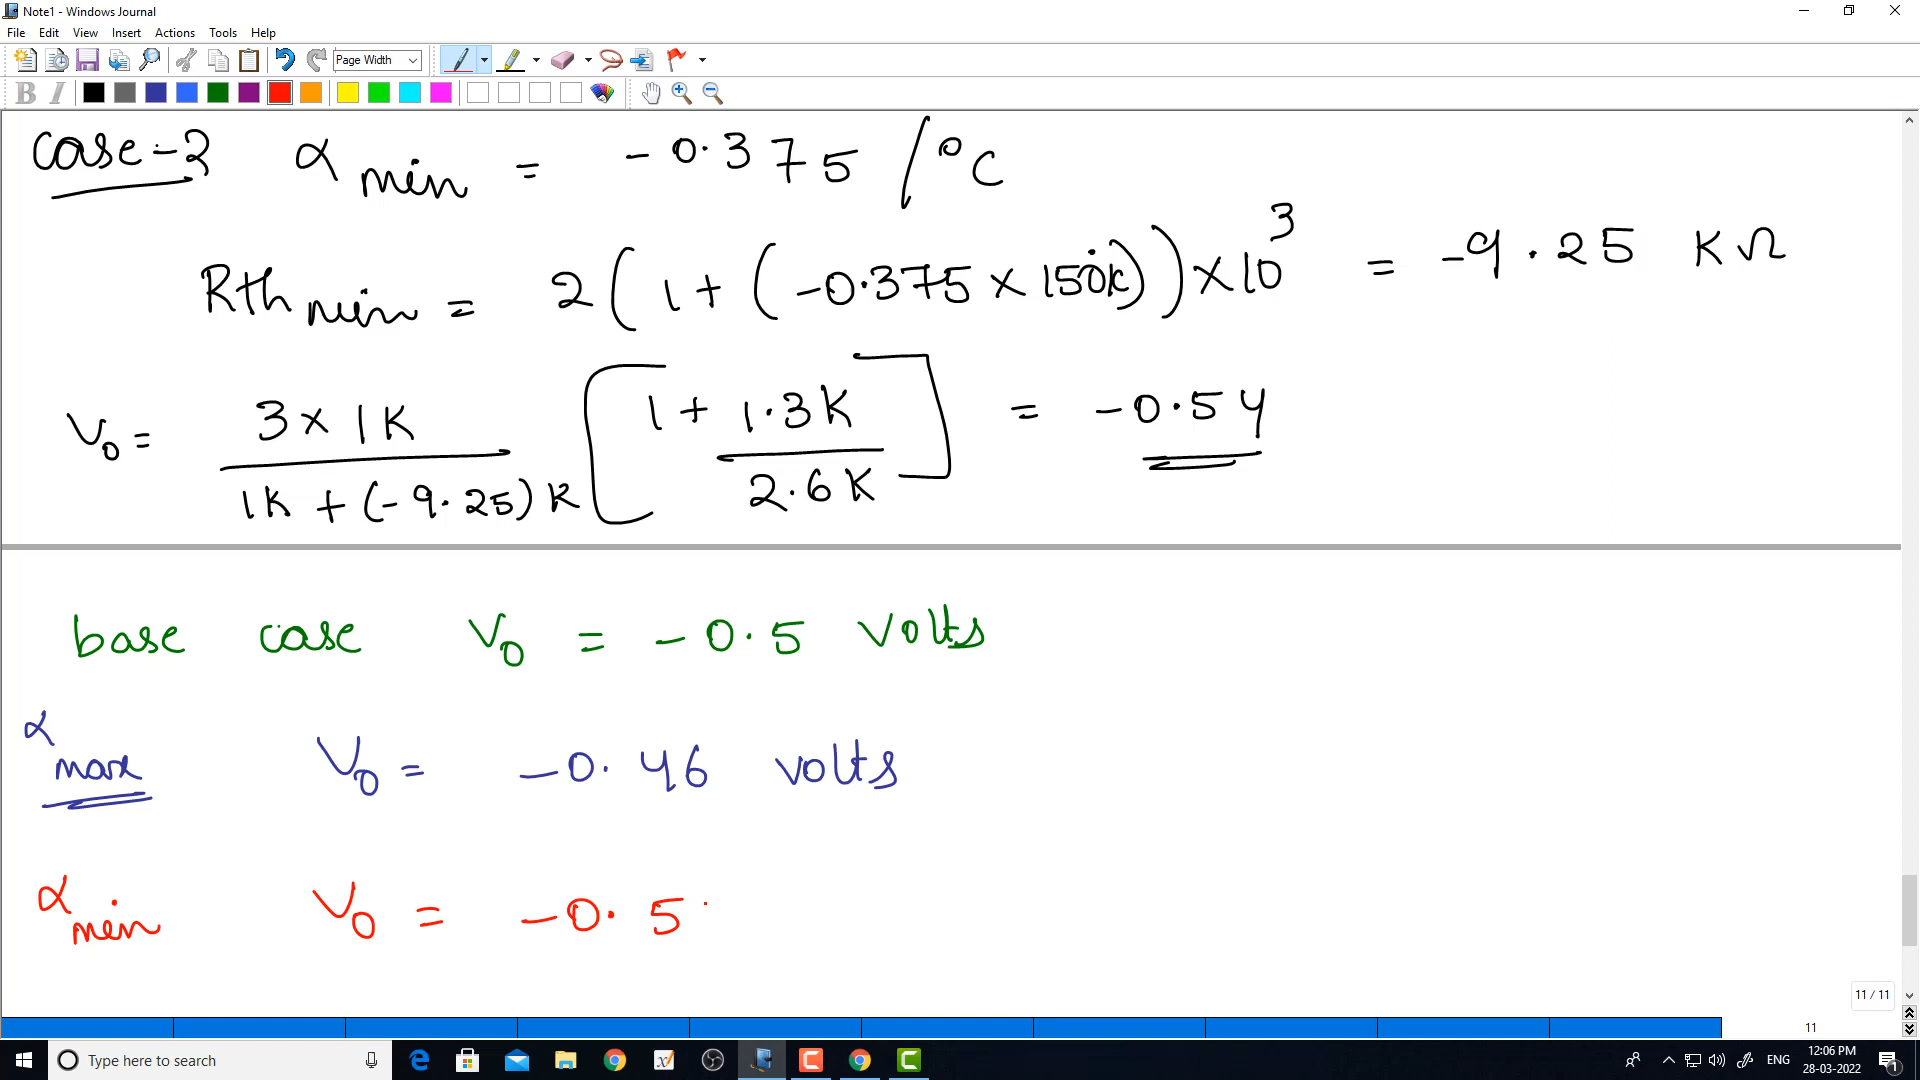 Note1 - Windows Journal
File Edit View Insert Actions Tools Help
Page Width
B I
case-2 α min = -0.375 /°C
Rth min = 2(1+(-0.375×150k))×10³ = -9.25 KΩ
V₀ = 3×1K / 1K+(-9.25)K [1+ 1.3K / 2.6K] = -0.54
base case V₀ = -0.5 volts
α max V₀ = -0.46 volts
α min V₀ = -0.5
11 / 11
11
Type here to search
ENG
12:06 PM
28-03-2022
1